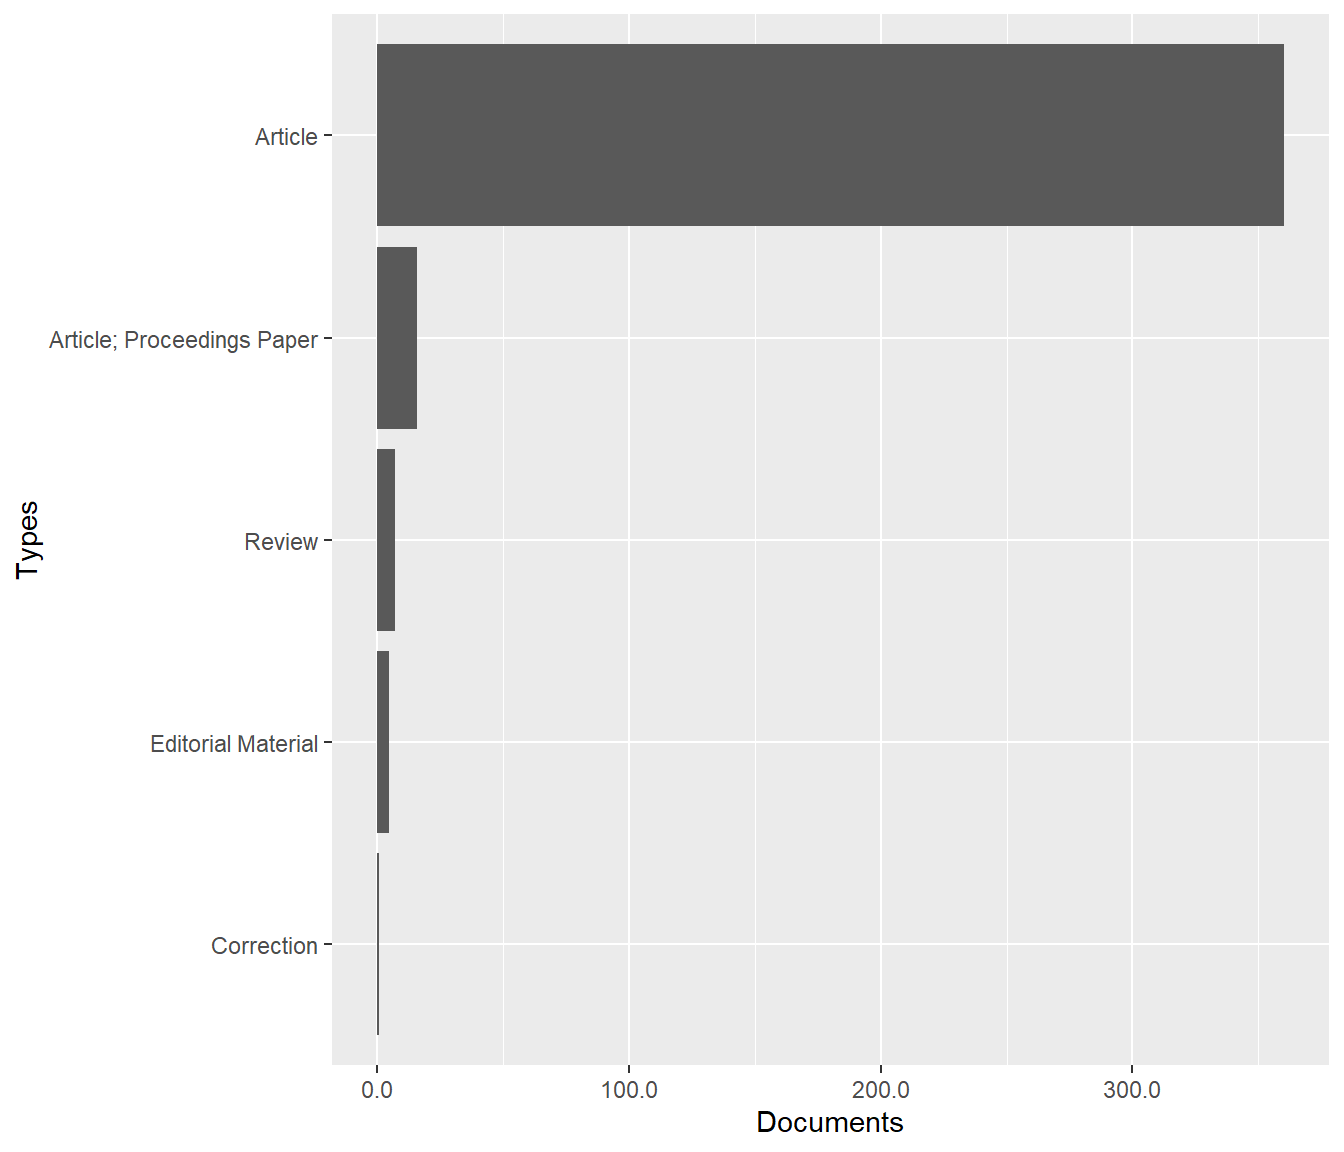 Article
Article; Proceedings Paper
Review
Editorial Material
Correction
Types
0.0 100.0 200.0 300.0
Documents